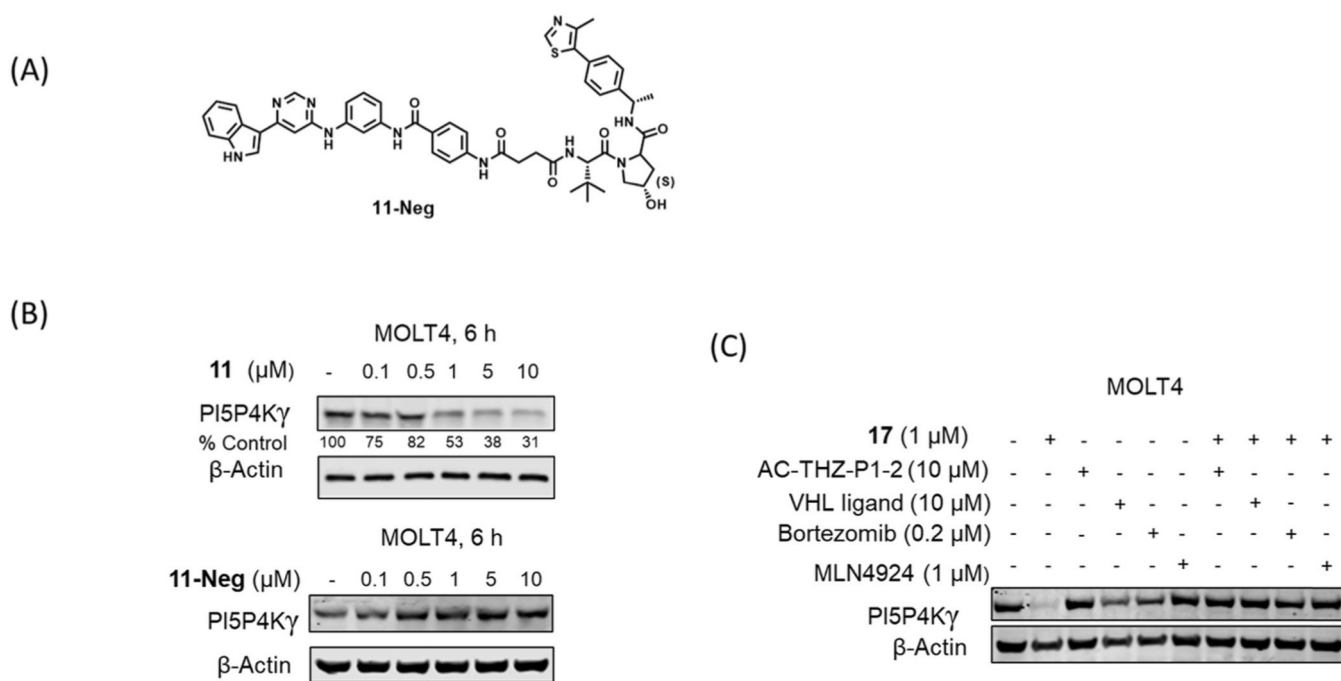 (A)
N
S
N
N
N
H
N
H
O
N
H
O
O
H
N
O
N
O
N
H
O
(S)
OH
HN
11-Neg
(B)
MOLT4, 6 h
11 (μM) - 0.1 0.5 1 5 10
PI5P4Kγ
% Control 100 75 82 53 38 31
β-Actin
MOLT4, 6 h
11-Neg (μM) - 0.1 0.5 1 5 10
PI5P4Kγ
β-Actin
(C)
MOLT4
17 (1 μM) - + - - - - + + + +
AC-THZ-P1-2 (10 μM) - - + - - - + - - -
VHL ligand (10 μM) - - - + - - - + - -
Bortezomib (0.2 μM) - - - - + - - - + -
MLN4924 (1 μM) - - - - - + - - - +
PI5P4Kγ
β-Actin